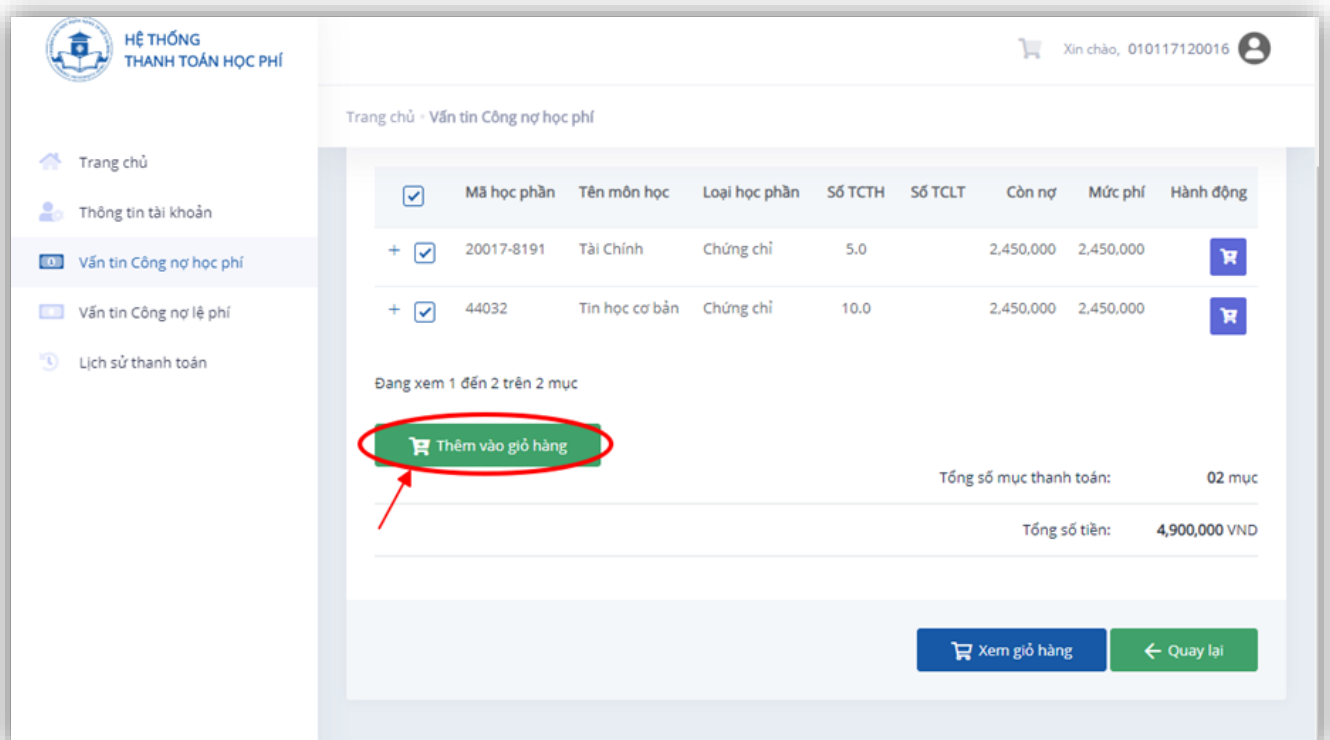 HỆ THỐNG
THANH TOÁN HỌC PHÍ
Xin chào, 010117120016
Trang chủ • Vấn tin Công nợ học phí
Trang chủ
Thông tin tài khoản
Vấn tin Công nợ học phí
Vấn tin Công nợ lệ phí
Lịch sử thanh toán
Mã học phần Tên môn học Loại học phần Số TCTH Số TCLT Còn nợ Mức phí Hành động
+ 20017-8191 Tài Chính Chứng chỉ 5.0 2,450,000 2,450,000
+ 44032 Tin học cơ bản Chứng chỉ 10.0 2,450,000 2,450,000
Đang xem 1 đến 2 trên 2 mục
Thêm vào giỏ hàng
Tổng số mục thanh toán: 02 mục
Tổng số tiền: 4,900,000 VND
Xem giỏ hàng
Quay lại